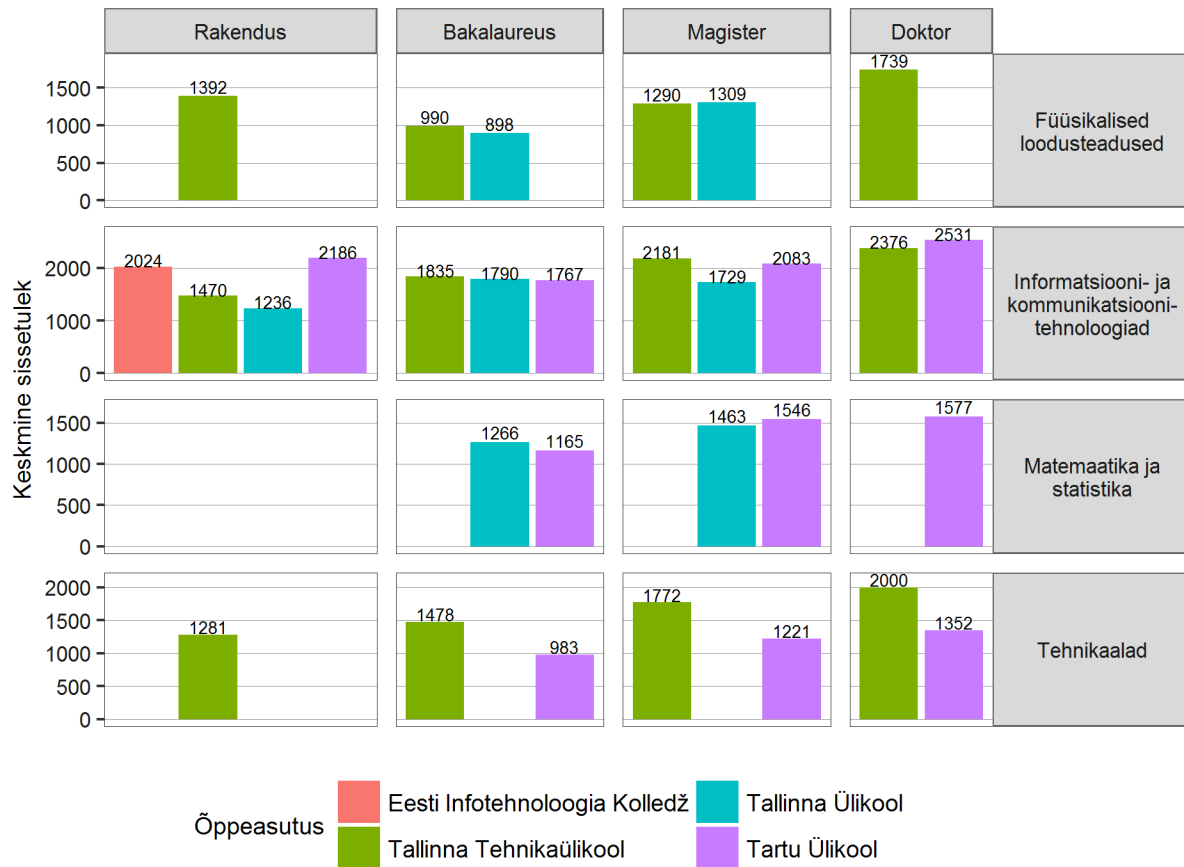 Rakendus Bakalaureus Magister Doktor
Keskmine sissetulek
1500
1000
500
0
1392
990 898
1290 1309
1739
Füüsikalised
loodusteadused
2000
1000
0
2024 1470 1236 2186
1835 1790 1767
2181 1729 2083
2376 2531
Informatsiooni- ja
kommunikatsiooni-
tehnoloogiad
1500
1000
500
0
1266 1165
1463 1546
1577
Matemaatika ja
statistika
2000
1500
1000
500
0
1281
1478 983
1772 1221
2000 1352
Tehnikaalad
Õppeasutus
Eesti Infotehnoloogia Kolledž
Tallinna Tehnikaülikool
Tallinna Ülikool
Tartu Ülikool